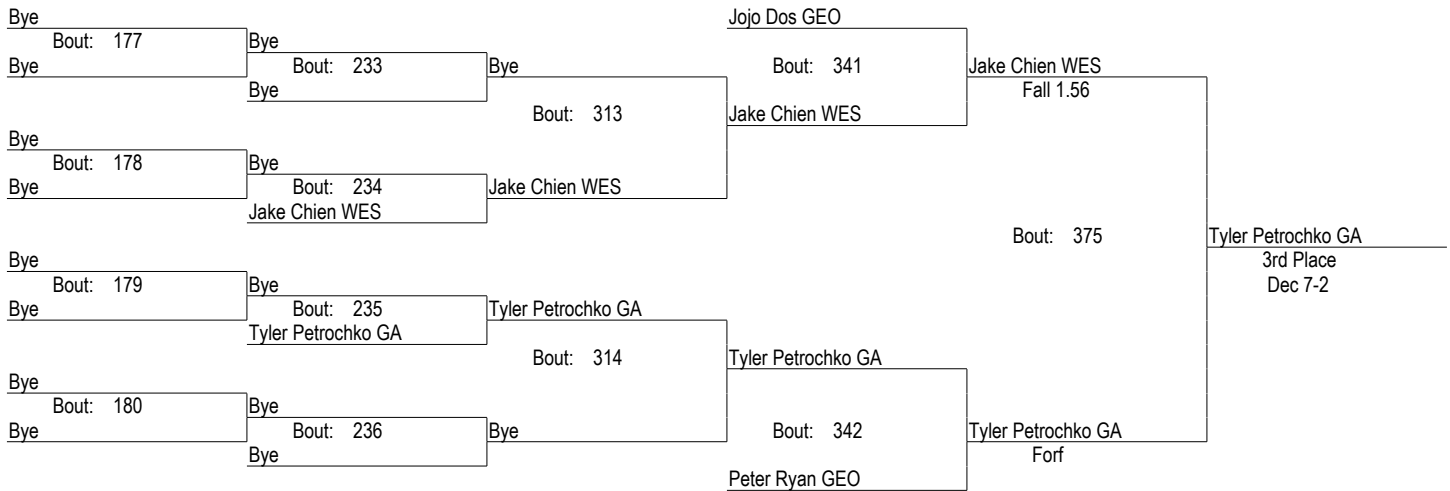 Bye
Jojo Dos GEO
Bout: 177
Bye
Bye
Bout: 233
Bye
Bout: 341
Jake Chien WES
Bye
Fall 1.56
Bout: 313
Jake Chien WES
Bye
Bout: 178
Bye
Bye
Bout: 234
Jake Chien WES
Jake Chien WES
Bout: 375
Tyler Petrochko GA
Bye
3rd Place
Bout: 179
Bye
Dec 7-2
Bye
Bout: 235
Tyler Petrochko GA
Tyler Petrochko GA
Bout: 314
Tyler Petrochko GA
Bye
Bout: 180
Bye
Bye
Bout: 236
Bye
Bout: 342
Tyler Petrochko GA
Bye
Forf
Peter Ryan GEO